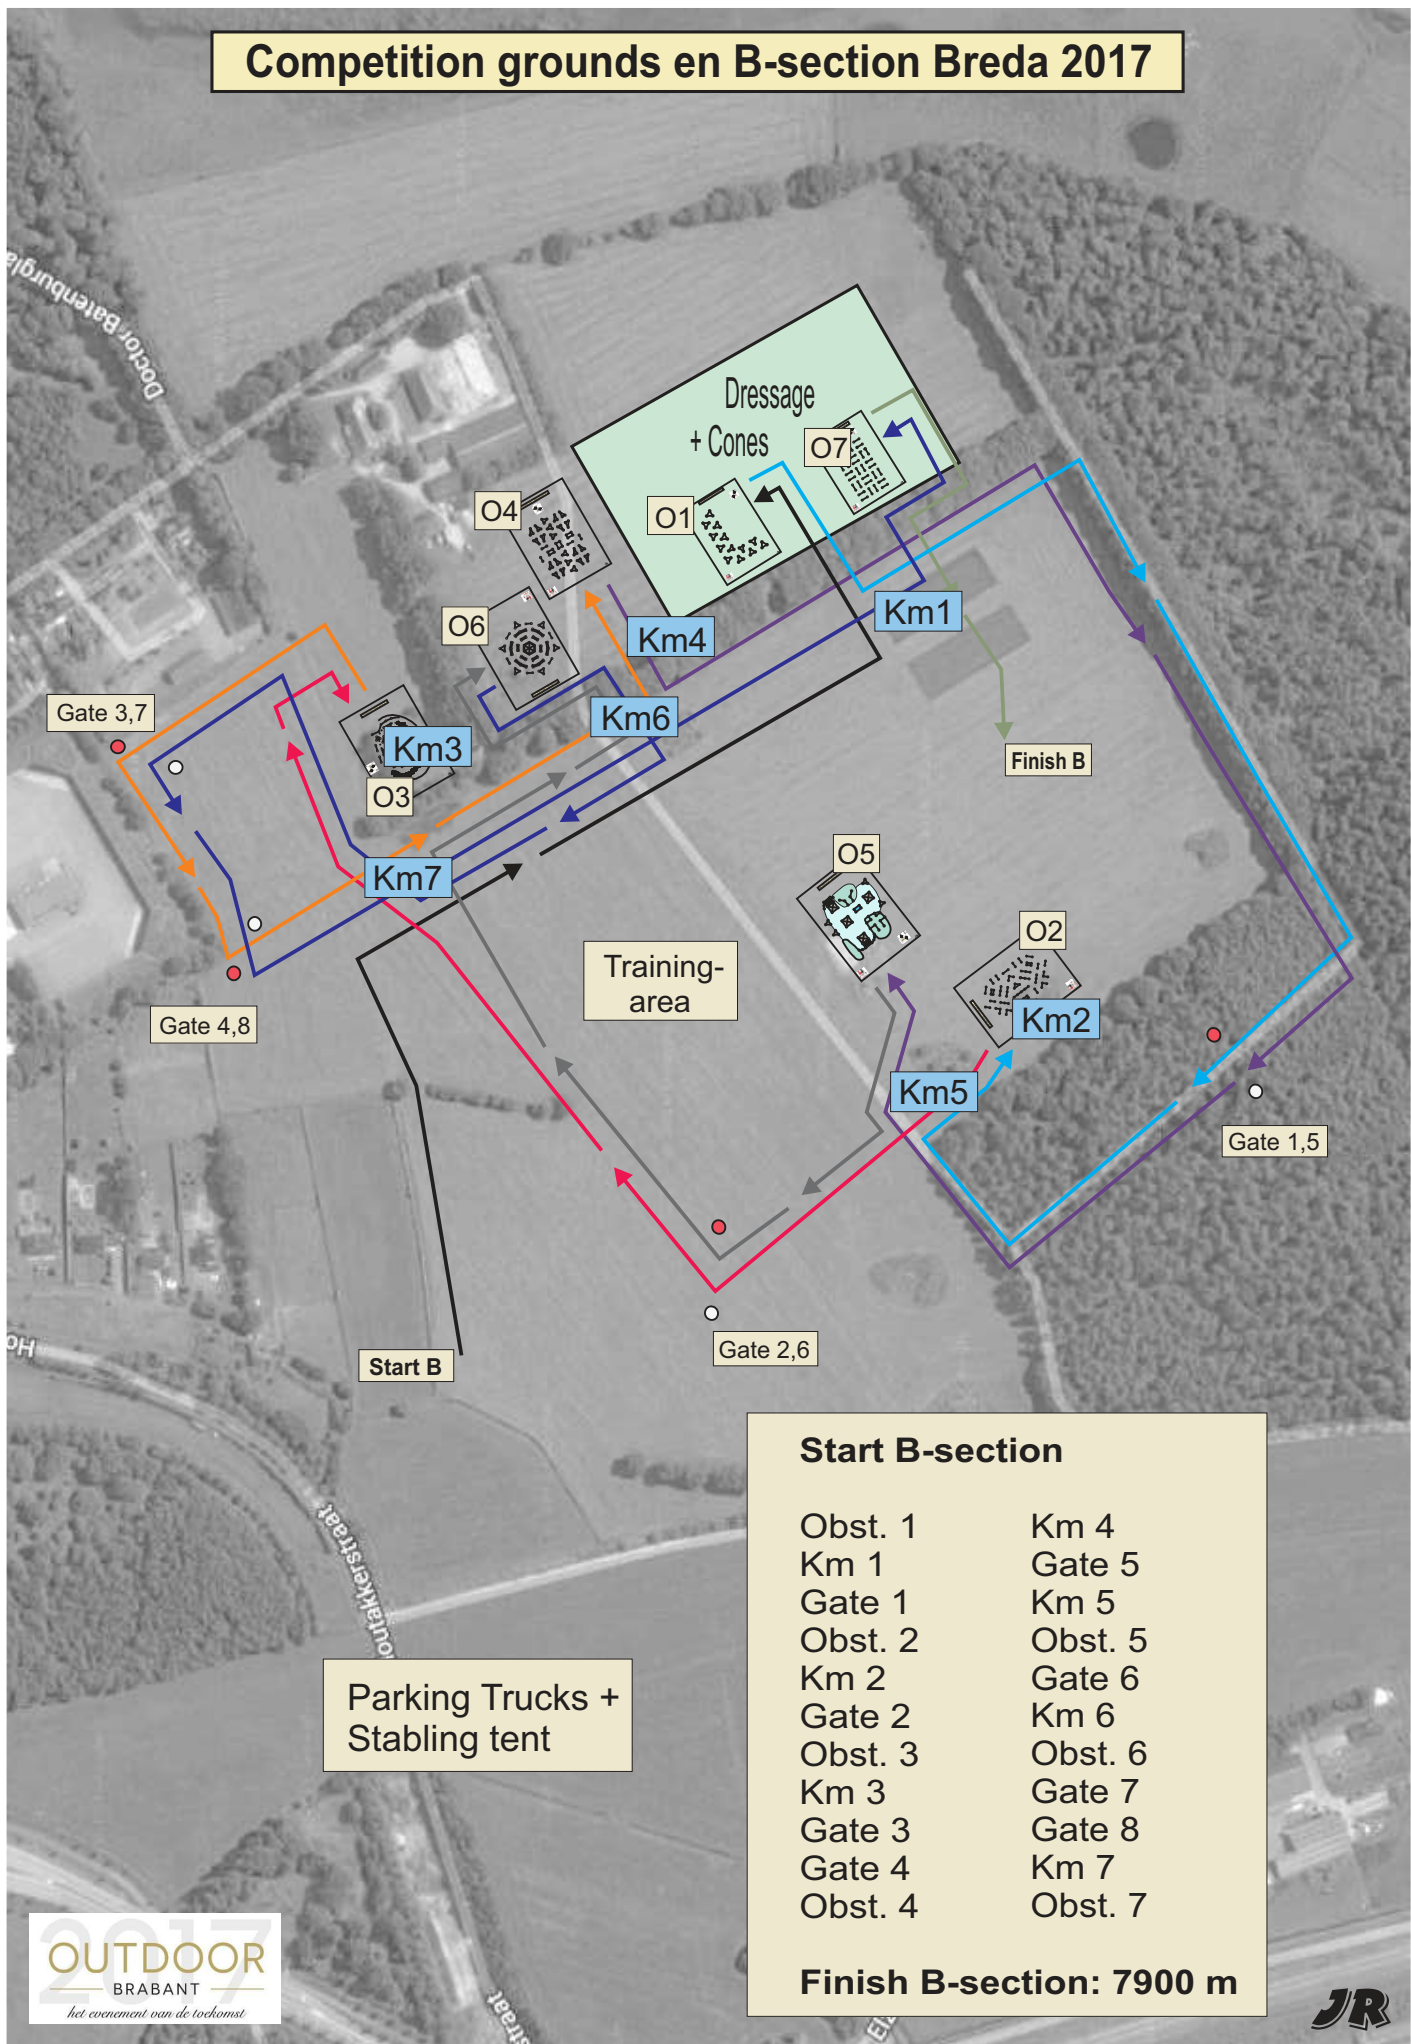 Competition grounds en B-section Breda 2017
Doctor Batenburgla
Dressage
+ Cones
O7
O4
O1
O6
Km1
Km4
Gate 3,7
Km6
Km3
Finish B
O3
O5
Km7
O2
Training-
area
Km2
Gate 4,8
Km5
Gate 1,5
Gate 2,6
Ho
Start B
Start B-section
Obst. 1
Km 1
Gate 1
Obst. 2
Km 2
Gate 2
Obst. 3
Km 3
Gate 3
Gate 4
Obst. 4
Km 4
Gate 5
Km 5
Obst. 5
Gate 6
Km 6
Obst. 6
Gate 7
Gate 8
Km 7
Obst. 7
Finish B-section: 7900 m
outakkerstraat
Parking Trucks +
Stabling tent
2017
OUTDOOR
BRABANT
het evenement van de toekomst
straat
JR